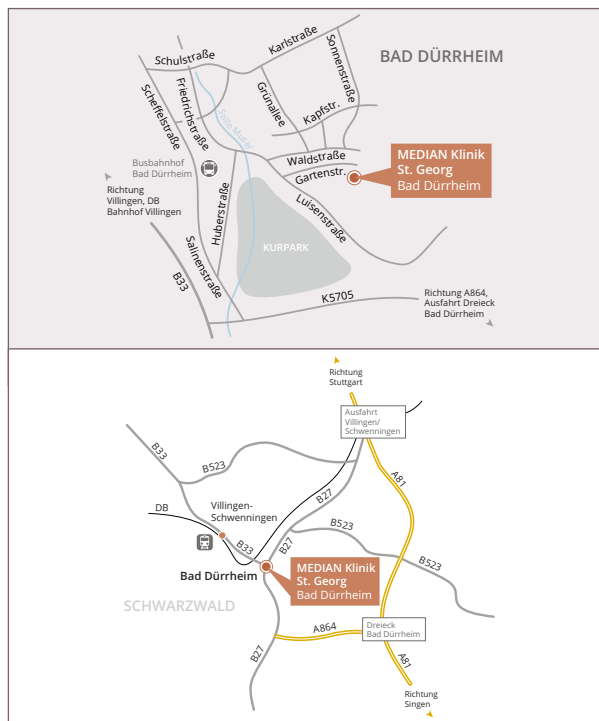 BAD DÜRRHEIM
Karlstraße
Schulstraße
Sonnenstraße
Scheffelstraße
Friedrichstraße
Grünallee
Stille Musel
Kapfstr.
Waldstraße
Gartenstr.
MEDIAN Klinik
St. Georg
Bad Dürrheim
Busbahnhof
Bad Dürrheim
Richtung
Villingen, DB
Bahnhof Villingen
Huberstraße
Luisenstraße
Salinenstraße
KURPARK
B33
K5705
Richtung A864,
Ausfahrt Dreieck
Bad Dürrheim
Richtung
Stuttgart
Ausfahrt
Villingen/
Schwenningen
B33
B523
A81
B27
DB
Villingen-
Schwenningen
B33
B27
B523
B523
Bad Dürrheim
MEDIAN Klinik
St. Georg
Bad Dürrheim
SCHWARZWALD
A864
Dreieck
Bad Dürrheim
B27
A81
Richtung
Singen